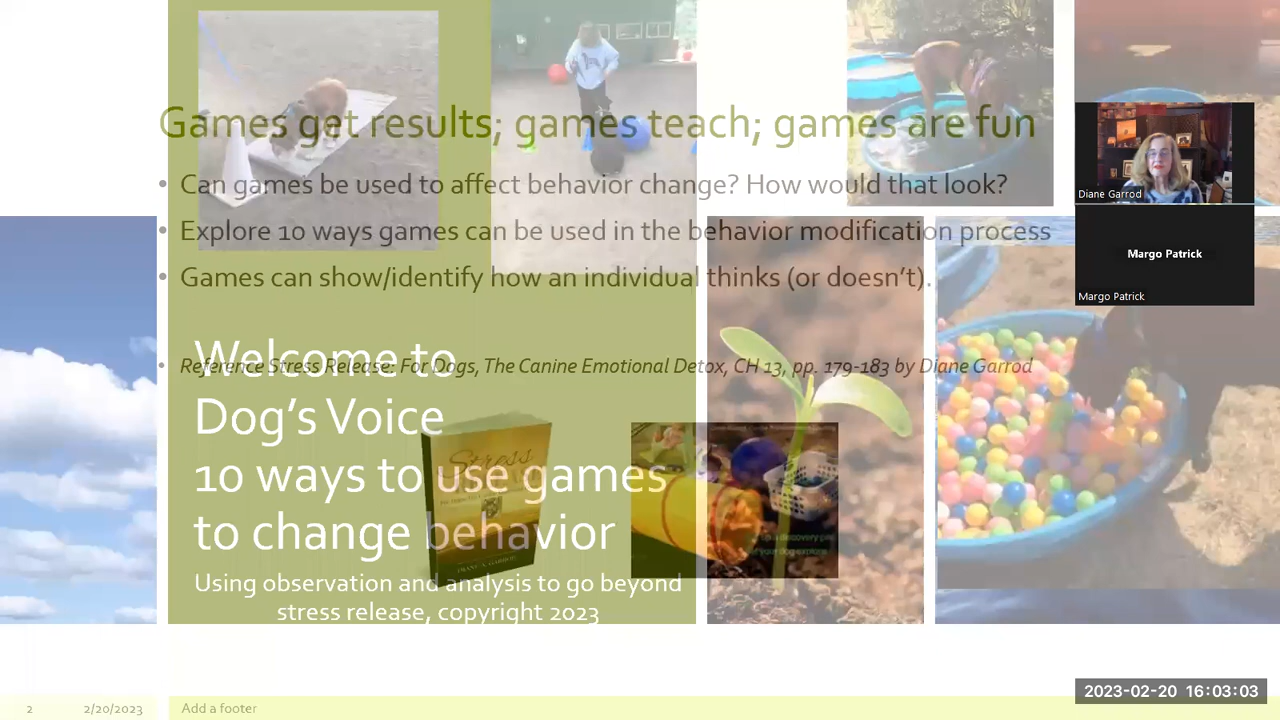 Games get results; games teach; games are fun
• Can games be used to affect behavior change? How would that look?
• Explore 10 ways games can be used in the behavior modification process
• Games can show/identify how an individual thinks (or doesn't).
• Reference Stress Release: For Dogs, The Canine Emotional Detox, CH 13, pp. 179-183 by Diane Garrod
Welcome to
Dog's Voice
10 ways to use games
to change behavior
Using observation and analysis to go beyond
stress release, copyright 2023
Stress
Diane Garrod
Margo Patrick
Margo Patrick
2023-02-20 16:03:03
2
2/20/2023
Add a footer